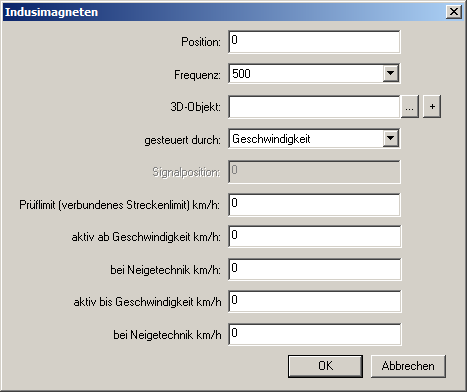 Indusimagneten
Position: 0
Frequenz: 500
3D-Objekt: ... +
gesteuert durch: Geschwindigkeit
Signalposition: 0
Prüflimit (verbundenes Streckenlimit) km/h: 0
aktiv ab Geschwindigkeit km/h: 0
bei Neigetechnik km/h: 0
aktiv bis Geschwindigkeit km/h 0
bei Neigetechnik km/h 0
OK Abbrechen